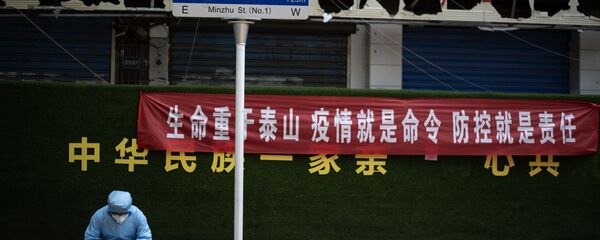 E W
Minzhu St. (No.1)
生命重于泰山 疫情就是命令 防控就是责任
中华民族一家亲 心共